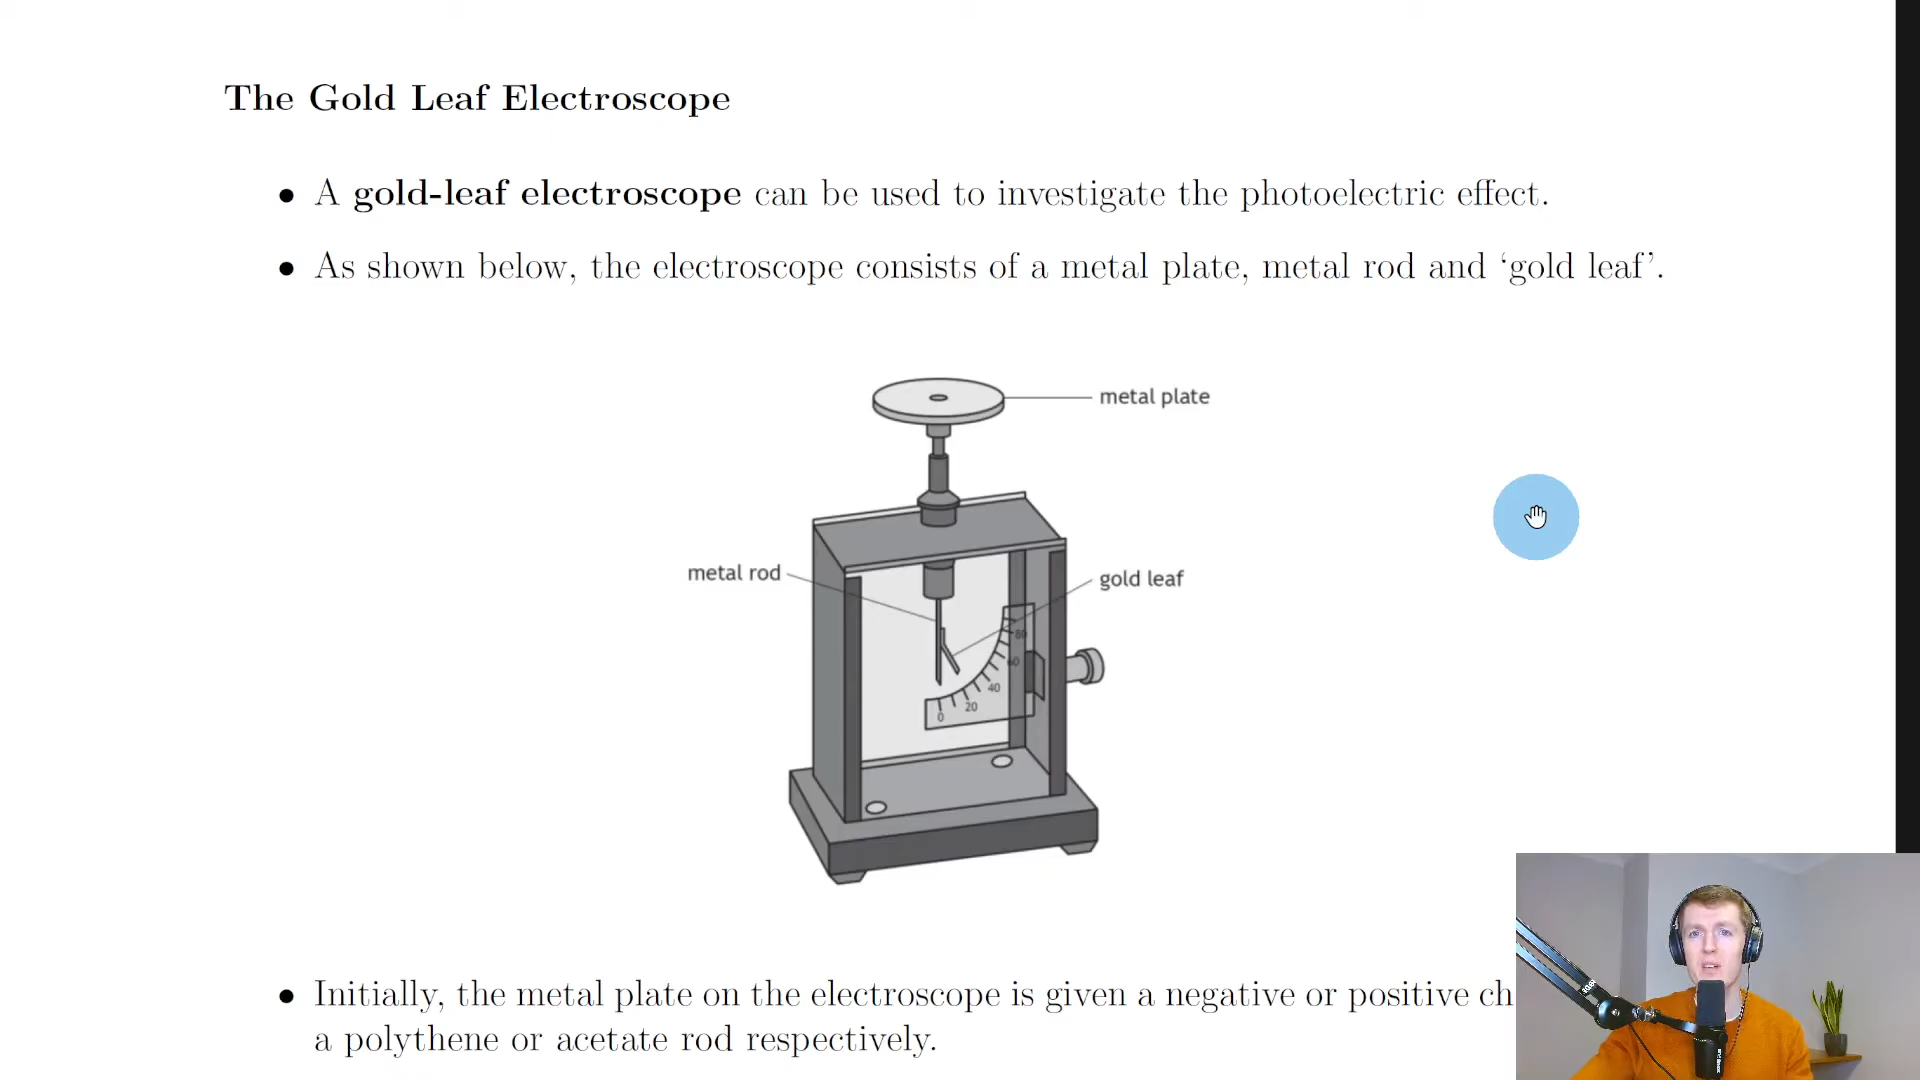 The Gold Leaf Electroscope
• A gold-leaf electroscope can be used to investigate the photoelectric effect.
• As shown below, the electroscope consists of a metal plate, metal rod and ‘gold leaf’.
metal plate
metal rod
gold leaf
80
60
40
20
0
• Initially, the metal plate on the electroscope is given a negative or positive ch
a polythene or acetate rod respectively.